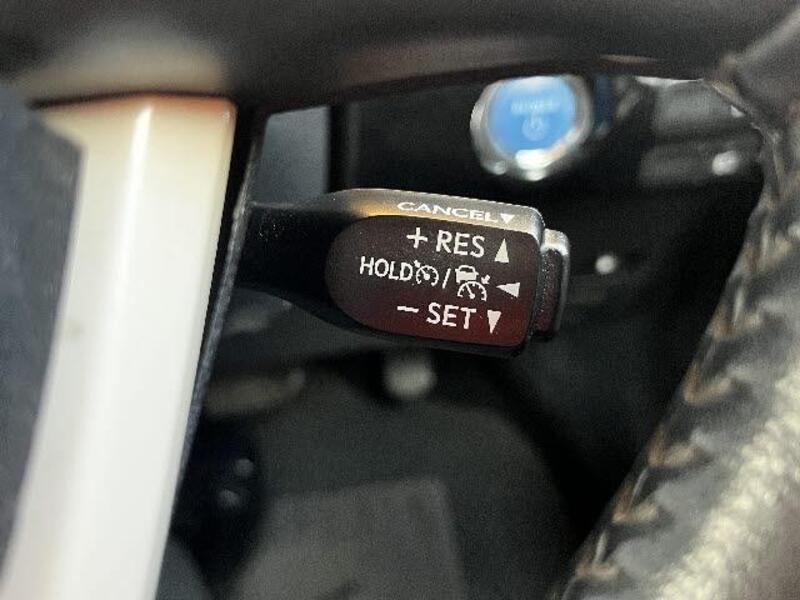 CANCEL▼
+ RES ▲
HOLD / ◀
− SET ▼